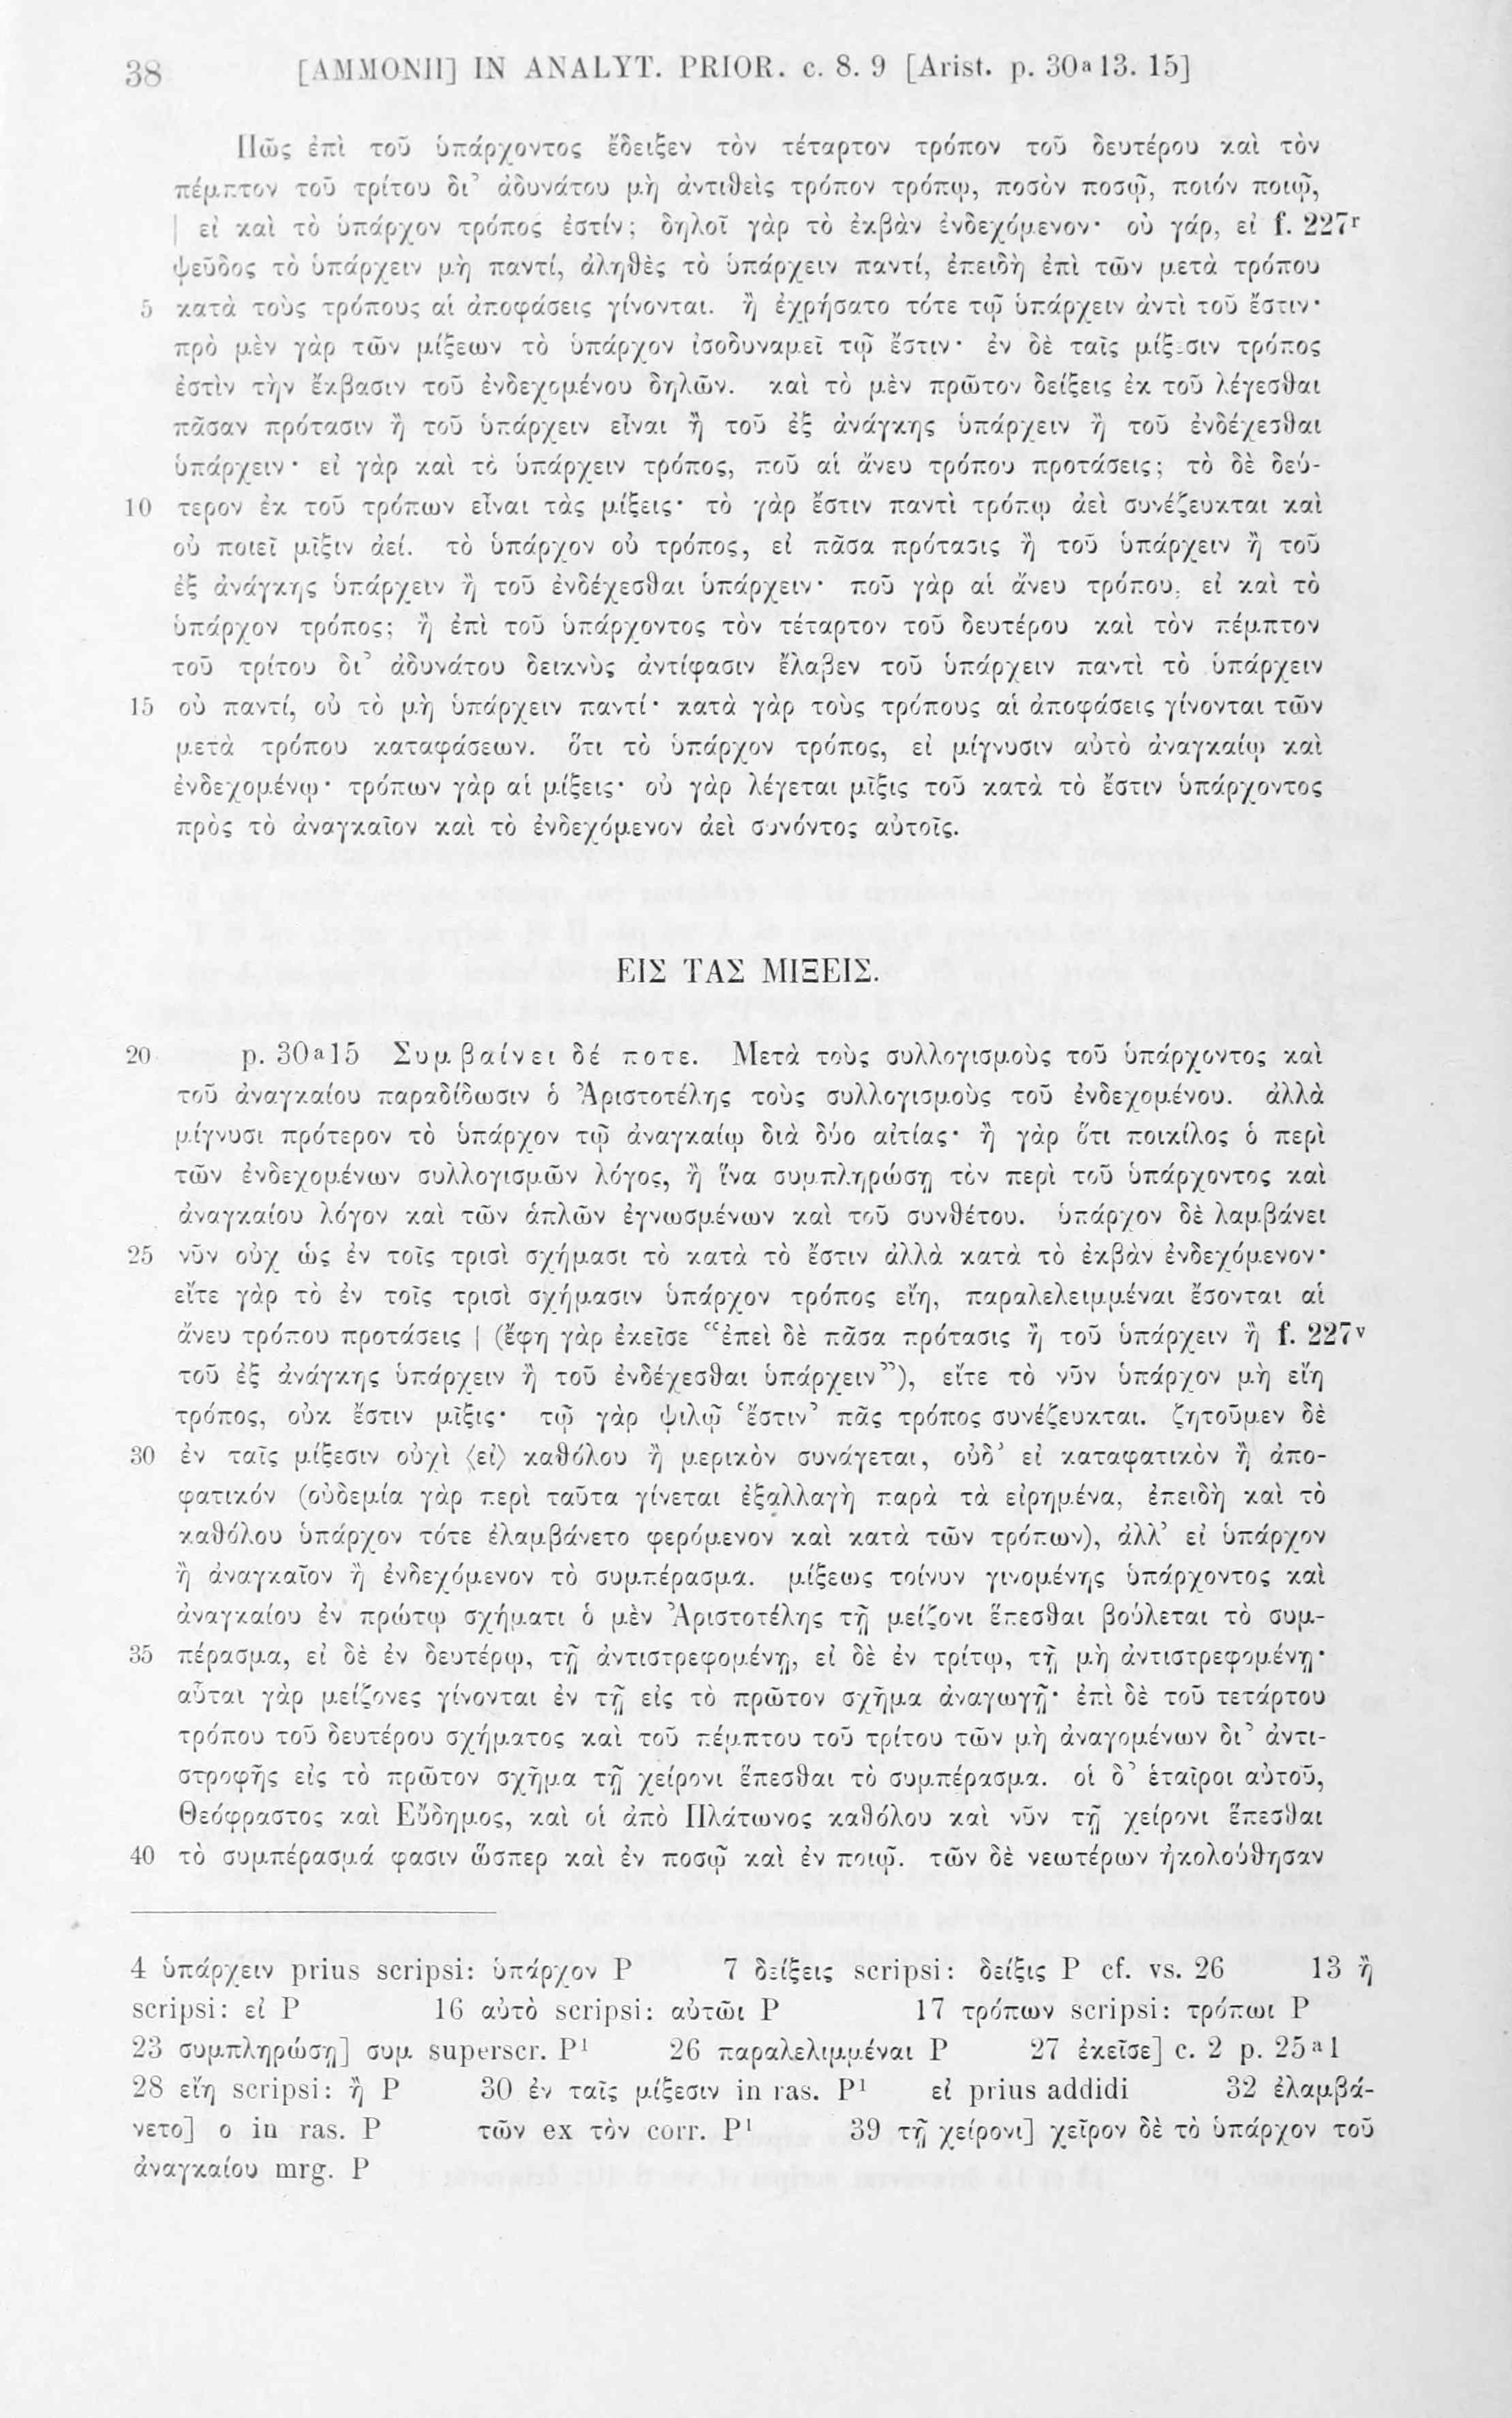 38 [AMMONII] IN ANALYT. PRIOR. c. 8. 9 [Arist. p. 30ª13. 15]
Πῶς ἐπὶ τοῦ ὑπάρχοντος ἔδειξεν τὸν τέταρτον τρόπον τοῦ δευτέρου καὶ τὸν
πέμπτον τοῦ τρίτου δι᾽ ἀδυνάτου μὴ ἀντιθεὶς τρόπον τρόπῳ, ποσὸν ποσῷ, ποιόν ποιῷ,
| εἰ καὶ τὸ ὑπάρχον τρόπος ἐστίν; δηλοῖ γὰρ τὸ ἐκβὰν ἐνδεχόμενον· οὐ γάρ, εἰ f. 227r
ψεῦδος τὸ ὑπάρχειν μὴ παντί, ἀληθὲς τὸ ὑπάρχειν παντί, ἐπειδὴ ἐπὶ τῶν μετὰ τρόπου
5 κατὰ τοὺς τρόπους αἱ ἀποφάσεις γίνονται. ἢ ἐχρήσατο τότε τῷ ὑπάρχειν ἀντὶ τοῦ ἔστιν·
πρὸ μὲν γὰρ τῶν μίξεων τὸ ὑπάρχον ἰσοδυναμεῖ τῷ ἔστιν· ἐν δὲ ταῖς μίξεσιν τρόπος
ἐστὶν τὴν ἔκβασιν τοῦ ἐνδεχομένου δηλῶν. καὶ τὸ μὲν πρῶτον δείξεις ἐκ τοῦ λέγεσθαι
πᾶσαν πρότασιν ἢ τοῦ ὑπάρχειν εἶναι ἢ τοῦ ἐξ ἀνάγκης ὑπάρχειν ἢ τοῦ ἐνδέχεσθαι
ὑπάρχειν· εἰ γὰρ καὶ τὸ ὑπάρχειν τρόπος, ποῦ αἱ ἄνευ τρόπου προτάσεις; τὸ δὲ δεύ-
10 τερον ἐκ τοῦ τρόπων εἶναι τὰς μίξεις· τὸ γὰρ ἔστιν παντὶ τρόπῳ ἀεὶ συνέζευκται καὶ
οὐ ποιεῖ μῖξιν ἀεί. τὸ ὑπάρχον οὐ τρόπος, εἰ πᾶσα πρότασις ἢ τοῦ ὑπάρχειν ἢ τοῦ
ἐξ ἀνάγκης ὑπάρχειν ἢ τοῦ ἐνδέχεσθαι ὑπάρχειν· ποῦ γὰρ αἱ ἄνευ τρόπου, εἰ καὶ τὸ
ὑπάρχον τρόπος; ἢ ἐπὶ τοῦ ὑπάρχοντος τὸν τέταρτον τοῦ δευτέρου καὶ τὸν πέμπτον
τοῦ τρίτου δι᾽ ἀδυνάτου δεικνὺς ἀντίφασιν ἔλαβεν τοῦ ὑπάρχειν παντὶ τὸ ὑπάρχειν
15 οὐ παντί, οὐ τὸ μὴ ὑπάρχειν παντί· κατὰ γὰρ τοὺς τρόπους αἱ ἀποφάσεις γίνονται τῶν
μετὰ τρόπου καταφάσεων. ὅτι τὸ ὑπάρχον τρόπος, εἰ μίγνυσιν αὐτὸ ἀναγκαίῳ καὶ
ἐνδεχομένῳ· τρόπων γὰρ αἱ μίξεις· οὐ γὰρ λέγεται μῖξις τοῦ κατὰ τὸ ἔστιν ὑπάρχοντος
πρὸς τὸ ἀναγκαῖον καὶ τὸ ἐνδεχόμενον ἀεὶ συνόντος αὐτοῖς.
ΕΙΣ ΤΑΣ ΜΙΞΕΙΣ.
20 p. 30ª15 Συμβαίνει δέ ποτε. Μετὰ τοὺς συλλογισμοὺς τοῦ ὑπάρχοντος καὶ
τοῦ ἀναγκαίου παραδίδωσιν ὁ Ἀριστοτέλης τοὺς συλλογισμοὺς τοῦ ἐνδεχομένου. ἀλλὰ
μίγνυσι πρότερον τὸ ὑπάρχον τῷ ἀναγκαίῳ διὰ δύο αἰτίας· ἢ γὰρ ὅτι ποικίλος ὁ περὶ
τῶν ἐνδεχομένων συλλογισμῶν λόγος, ἢ ἵνα συμπληρώσῃ τὸν περὶ τοῦ ὑπάρχοντος καὶ
ἀναγκαίου λόγον καὶ τῶν ἁπλῶν ἐγνωσμένων καὶ τοῦ συνθέτου. ὑπάρχον δὲ λαμβάνει
25 νῦν οὐχ ὡς ἐν τοῖς τρισὶ σχήμασι τὸ κατὰ τὸ ἔστιν ἀλλὰ κατὰ τὸ ἐκβὰν ἐνδεχόμενον·
εἴτε γὰρ τὸ ἐν τοῖς τρισὶ σχήμασιν ὑπάρχον τρόπος εἴη, παραλελειμμέναι ἔσονται αἱ
ἄνευ τρόπου προτάσεις | (ἔφη γὰρ ἐκεῖσε “ἐπεὶ δὲ πᾶσα πρότασις ἢ τοῦ ὑπάρχειν ἢ f. 227v
τοῦ ἐξ ἀνάγκης ὑπάρχειν ἢ τοῦ ἐνδέχεσθαι ὑπάρχειν”), εἴτε τὸ νῦν ὑπάρχον μὴ εἴη
τρόπος, οὐκ ἔστιν μῖξις· τῷ γὰρ ψιλῷ ‘ἔστιν’ πᾶς τρόπος συνέζευκται. ζητοῦμεν δὲ
30 ἐν ταῖς μίξεσιν οὐχὶ ⟨εἰ⟩ καθόλου ἢ μερικὸν συνάγεται, οὐδ᾽ εἰ καταφατικὸν ἢ ἀπο-
φατικόν (οὐδεμία γὰρ περὶ ταῦτα γίνεται ἐξαλλαγὴ παρὰ τὰ εἰρημένα, ἐπειδὴ καὶ τὸ
καθόλου ὑπάρχον τότε ἐλαμβάνετο φερόμενον καὶ κατὰ τῶν τρόπων), ἀλλ᾽ εἰ ὑπάρχον
ἢ ἀναγκαῖον ἢ ἐνδεχόμενον τὸ συμπέρασμα. μίξεως τοίνυν γινομένης ὑπάρχοντος καὶ
ἀναγκαίου ἐν πρώτῳ σχήματι ὁ μὲν Ἀριστοτέλης τῇ μείζονι ἕπεσθαι βούλεται τὸ συμ-
35 πέρασμα, εἰ δὲ ἐν δευτέρῳ, τῇ ἀντιστρεφομένῃ, εἰ δὲ ἐν τρίτῳ, τῇ μὴ ἀντιστρεφομένῃ·
αὗται γὰρ μείζονες γίνονται ἐν τῇ εἰς τὸ πρῶτον σχῆμα ἀναγωγῇ· ἐπὶ δὲ τοῦ τετάρτου
τρόπου τοῦ δευτέρου σχήματος καὶ τοῦ πέμπτου τοῦ τρίτου τῶν μὴ ἀναγομένων δι᾽ ἀντι-
στροφῆς εἰς τὸ πρῶτον σχῆμα τῇ χείρονι ἕπεσθαι τὸ συμπέρασμα. οἱ δ᾽ ἑταῖροι αὐτοῦ,
Θεόφραστος καὶ Εὔδημος, καὶ οἱ ἀπὸ Πλάτωνος καθόλου καὶ νῦν τῇ χείρονι ἕπεσθαι
40 τὸ συμπέρασμά φασιν ὥσπερ καὶ ἐν ποσῷ καὶ ἐν ποιῷ. τῶν δὲ νεωτέρων ἠκολούθησαν
4 ὑπάρχειν prius scripsi: ὑπάρχον P 7 δείξεις scripsi: δείξις P cf. vs. 26 13 ἢ
scripsi: εἰ P 16 αὐτὸ scripsi: αὐτῶι P 17 τρόπων scripsi: τρόπωι P
23 συμπληρώσῃ] συμ superscr. P¹ 26 παραλελιμμέναι P 27 ἐκεῖσε] c. 2 p. 25ª1
28 εἴη scripsi: ἢ P 30 ἐν ταῖς μίξεσιν in ras. P¹ εἰ prius addidi 32 ἐλαμβά-
νετο] ο in ras. P τῶν ex τὸν corr. P¹ 39 τῇ χείρονι] χεῖρον δὲ τὸ ὑπάρχον τοῦ
ἀναγκαίου mrg. P